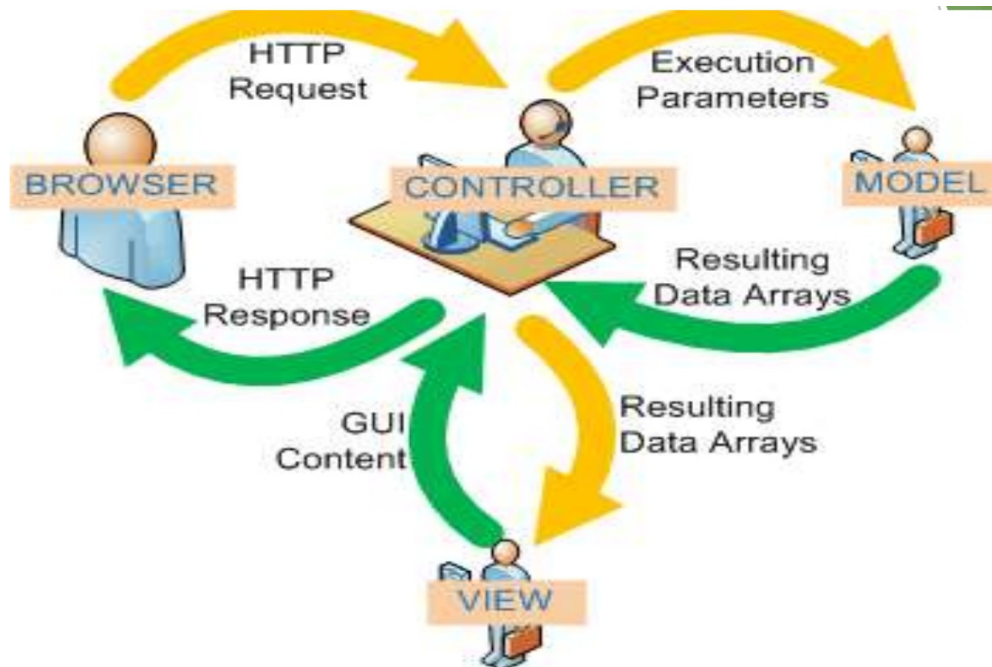 HTTP
Request
Execution
Parameters
BROWSER
CONTROLLER
MODEL
HTTP
Response
Resulting
Data Arrays
GUI
Content
Resulting
Data Arrays
VIEW